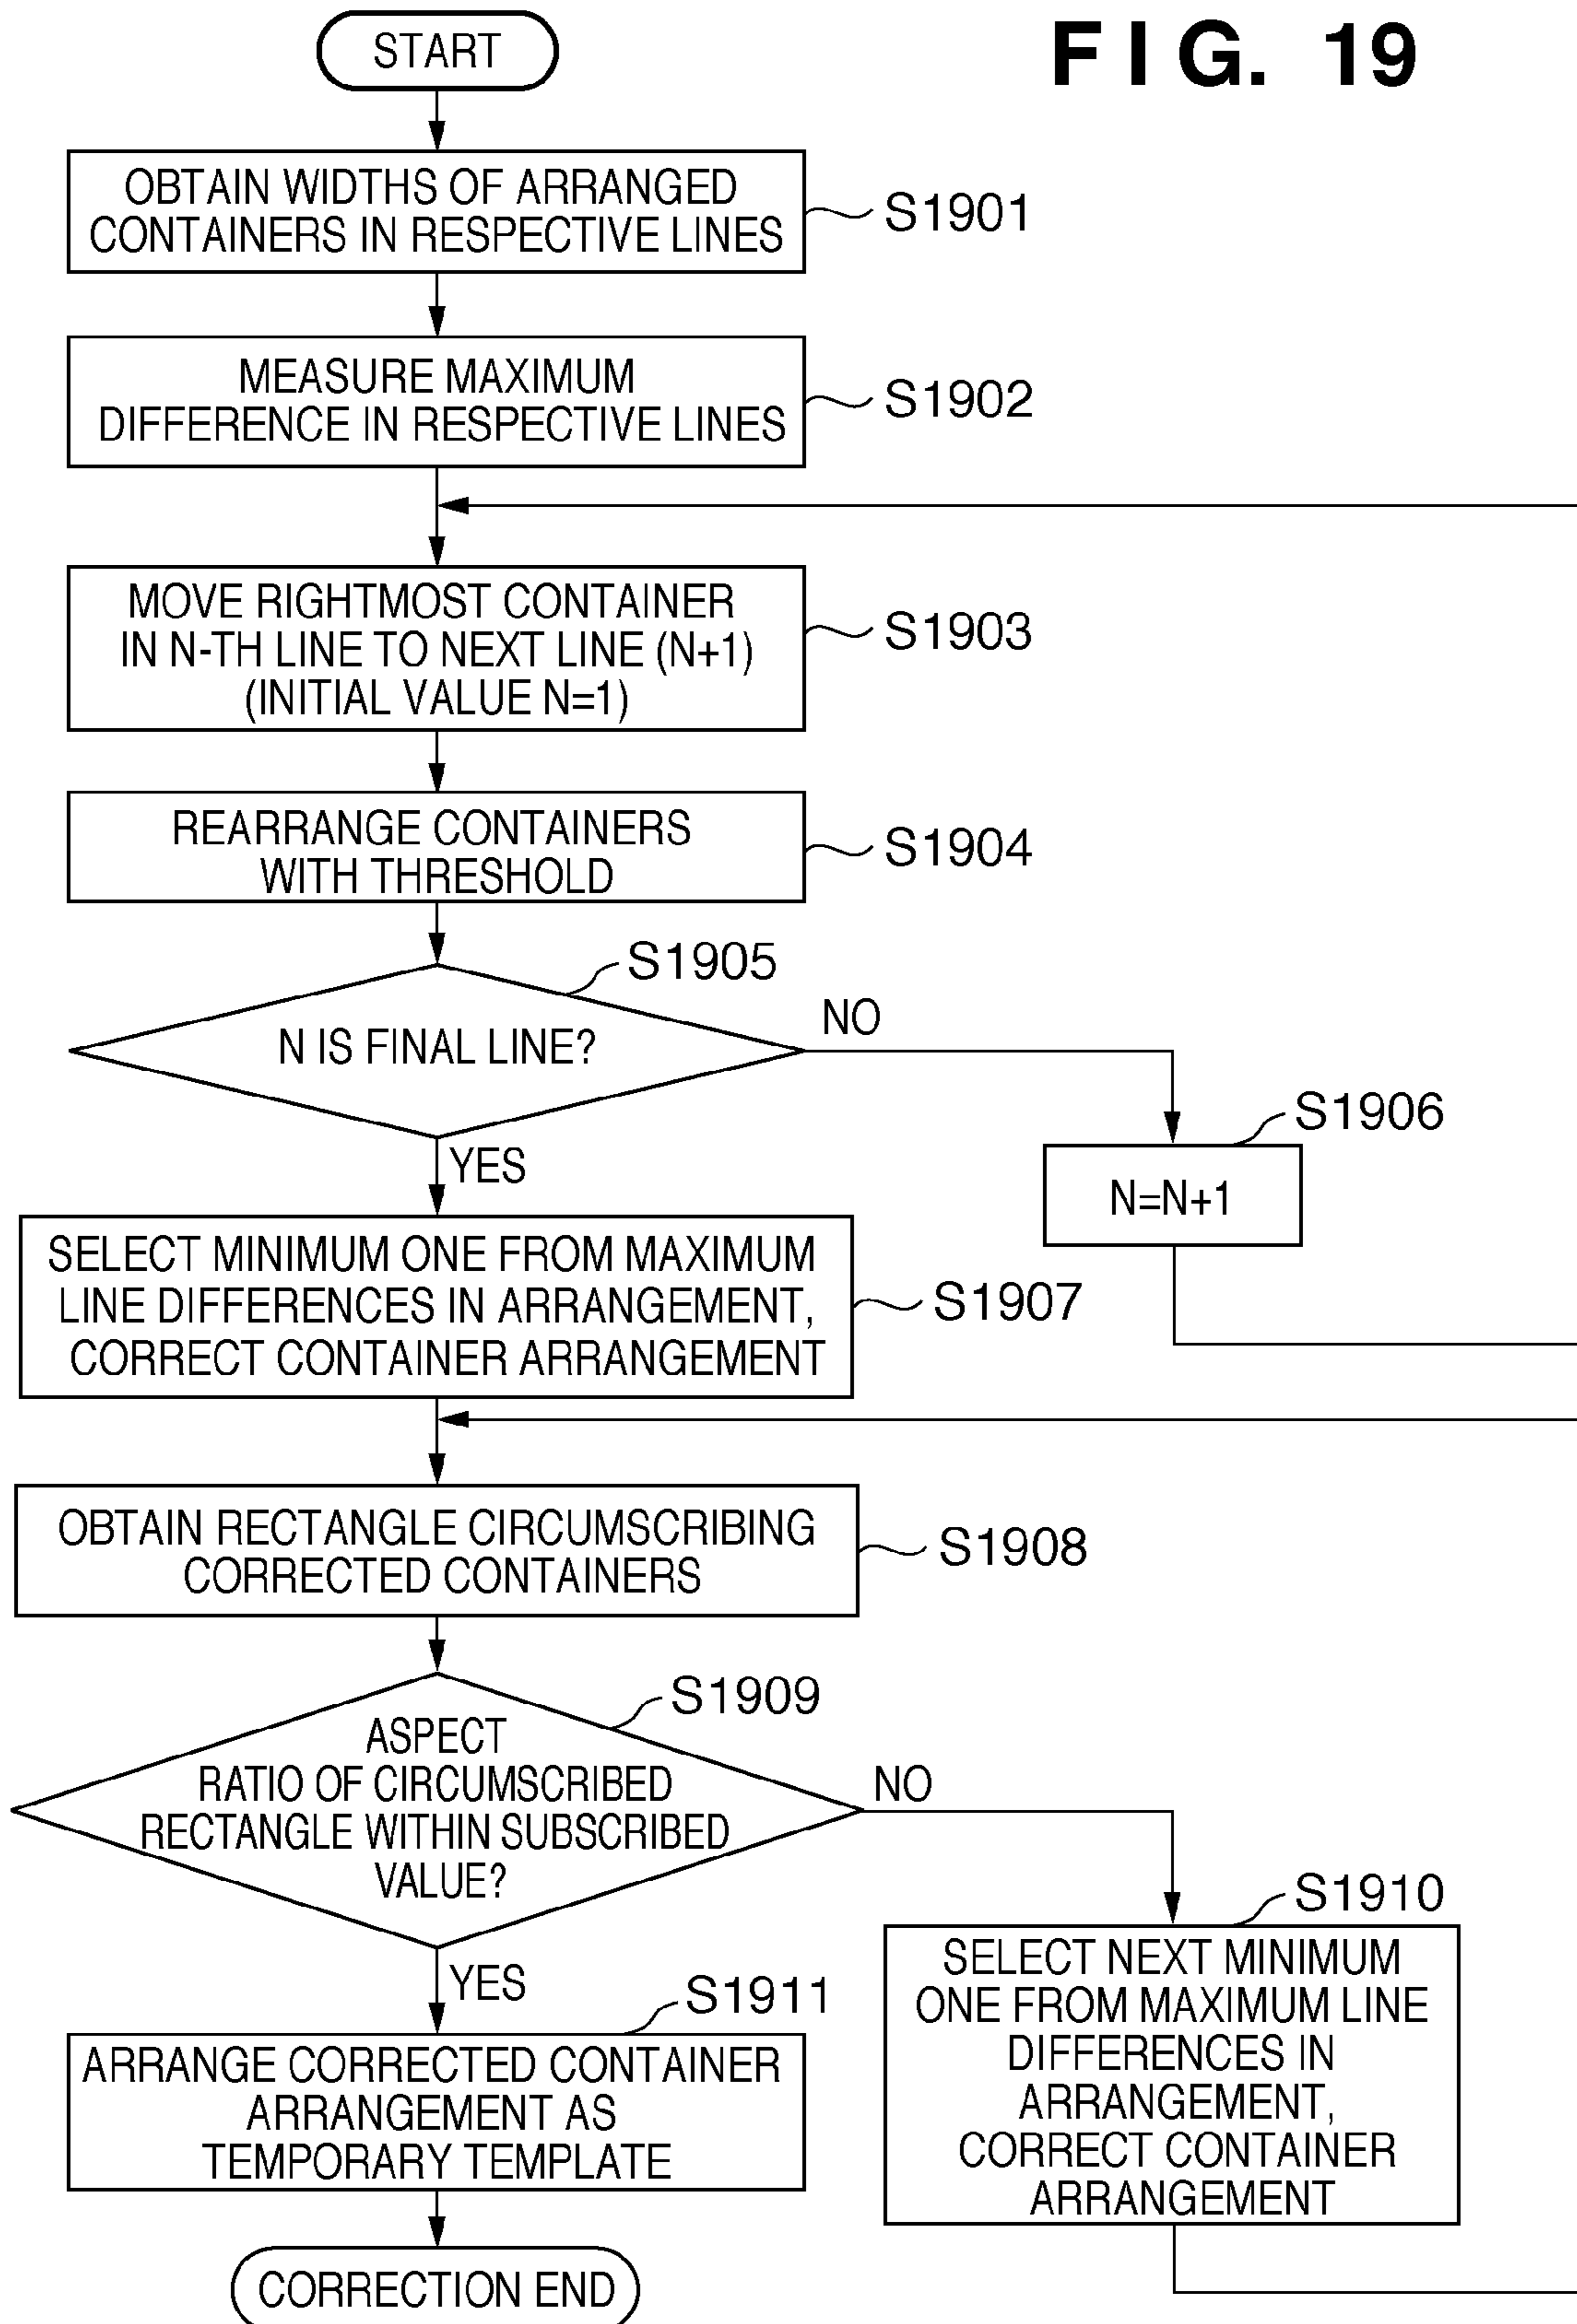 FIG. 19
START
OBTAIN WIDTHS OF ARRANGED
CONTAINERS IN RESPECTIVE LINES
S1901
MEASURE MAXIMUM
DIFFERENCE IN RESPECTIVE LINES
S1902
MOVE RIGHTMOST CONTAINER
IN N-TH LINE TO NEXT LINE (N+1)
(INITIAL VALUE N=1)
S1903
REARRANGE CONTAINERS
WITH THRESHOLD
S1904
S1905
N IS FINAL LINE?
NO
YES
S1906
N=N+1
SELECT MINIMUM ONE FROM MAXIMUM
LINE DIFFERENCES IN ARRANGEMENT,
CORRECT CONTAINER ARRANGEMENT
S1907
OBTAIN RECTANGLE CIRCUMSCRIBING
CORRECTED CONTAINERS
S1908
S1909
ASPECT
RATIO OF CIRCUMSCRIBED
RECTANGLE WITHIN SUBSCRIBED
VALUE?
NO
YES
S1910
SELECT NEXT MINIMUM
ONE FROM MAXIMUM LINE
DIFFERENCES IN
ARRANGEMENT,
CORRECT CONTAINER
ARRANGEMENT
S1911
ARRANGE CORRECTED CONTAINER
ARRANGEMENT AS
TEMPORARY TEMPLATE
CORRECTION END